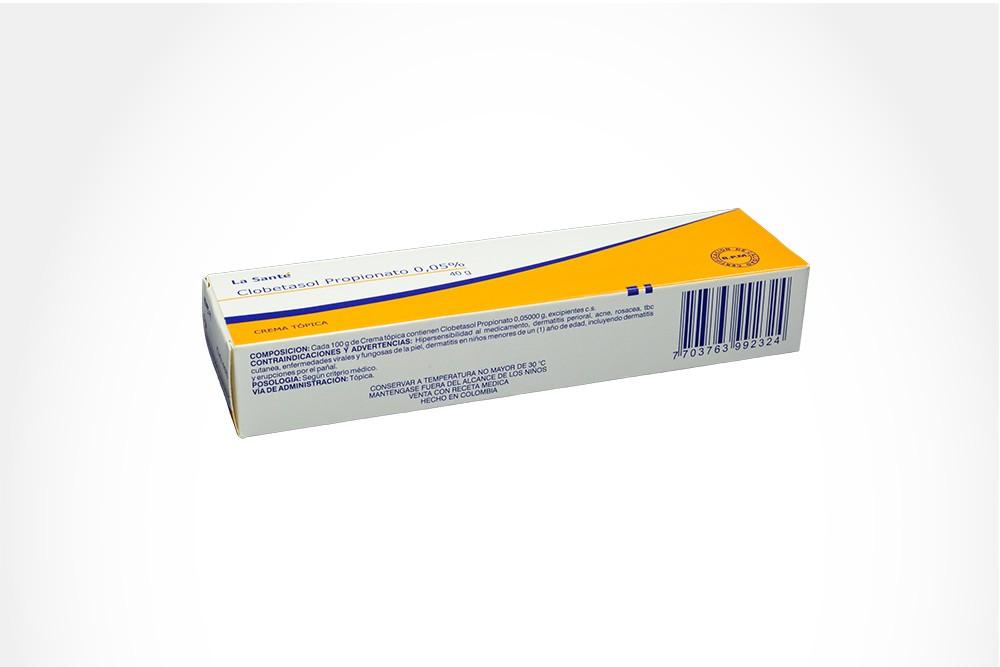 La Santé
Clobetasol Propionato 0,05%
40 g
CREMA TÓPICA
B.P.M.
COMPOSICION: Cada 100 g de Crema tópica contienen Clobetasol Propionato 0,05000 g, excipientes c.s.
CONTRAINDICACIONES Y ADVERTENCIAS: Hipersensibilidad al medicamento, dermatitis perioral, acne, rosacea, tbc
cutanea, enfermedades virales y fungosas de la piel, dermatitis en niños menores de un (1) año de edad, incluyendo dermatitis
y erupciones por el pañal.
POSOLOGIA: Según criterio médico.
VÍA DE ADMINISTRACIÓN: Tópica.
CONSERVAR A TEMPERATURA NO MAYOR DE 30 °C
MANTENGASE FUERA DEL ALCANCE DE LOS NIÑOS
VENTA CON RECETA MEDICA
HECHO EN COLOMBIA
7 703763 992324